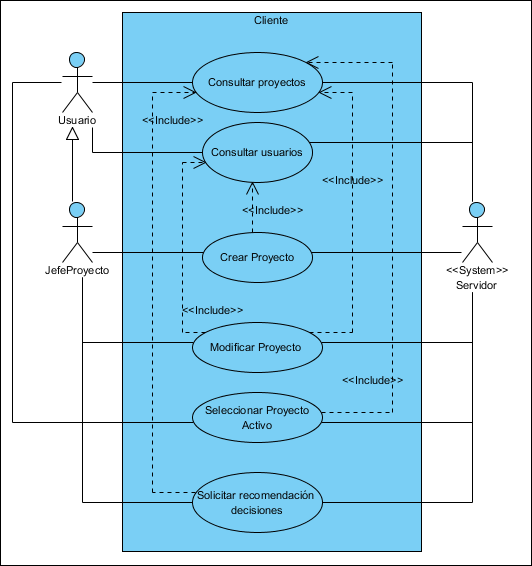 Cliente
Consultar proyectos
Usuario
<<Include>>
Consultar usuarios
<<Include>>
<<Include>>
JefeProyecto
Crear Proyecto
<<System>>
Servidor
<<Include>>
Modificar Proyecto
<<Include>>
Seleccionar Proyecto
Activo
Solicitar recomendación
decisiones